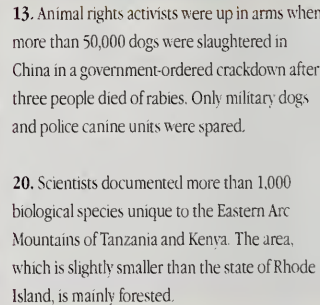 13. Animal rights activists were up in arms when
more than 50,000 dogs were slaughtered in
China in a government-ordered crackdown after
three people died of rabies. Only military dogs
and police canine units were spared.
20. Scientists documented more than 1,000
biological species unique to the Eastern Arc
Mountains of Tanzania and Kenya. The area,
which is slightly smaller than the state of Rhode
Island, is mainly forested.